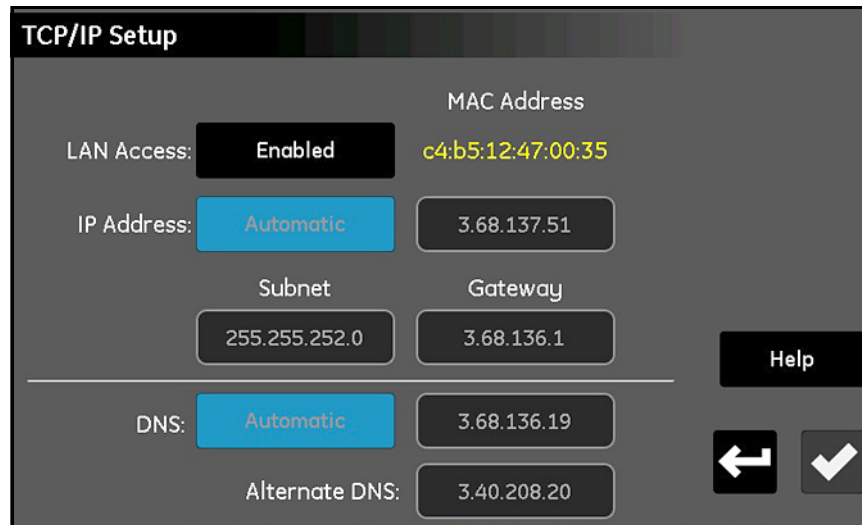 TCP/IP Setup
MAC Address
LAN Access: Enabled c4:b5:12:47:00:35
IP Address: Automatic 3.68.137.51
Subnet Gateway
255.255.252.0 3.68.136.1
Help
DNS: Automatic 3.68.136.19
Alternate DNS: 3.40.208.20